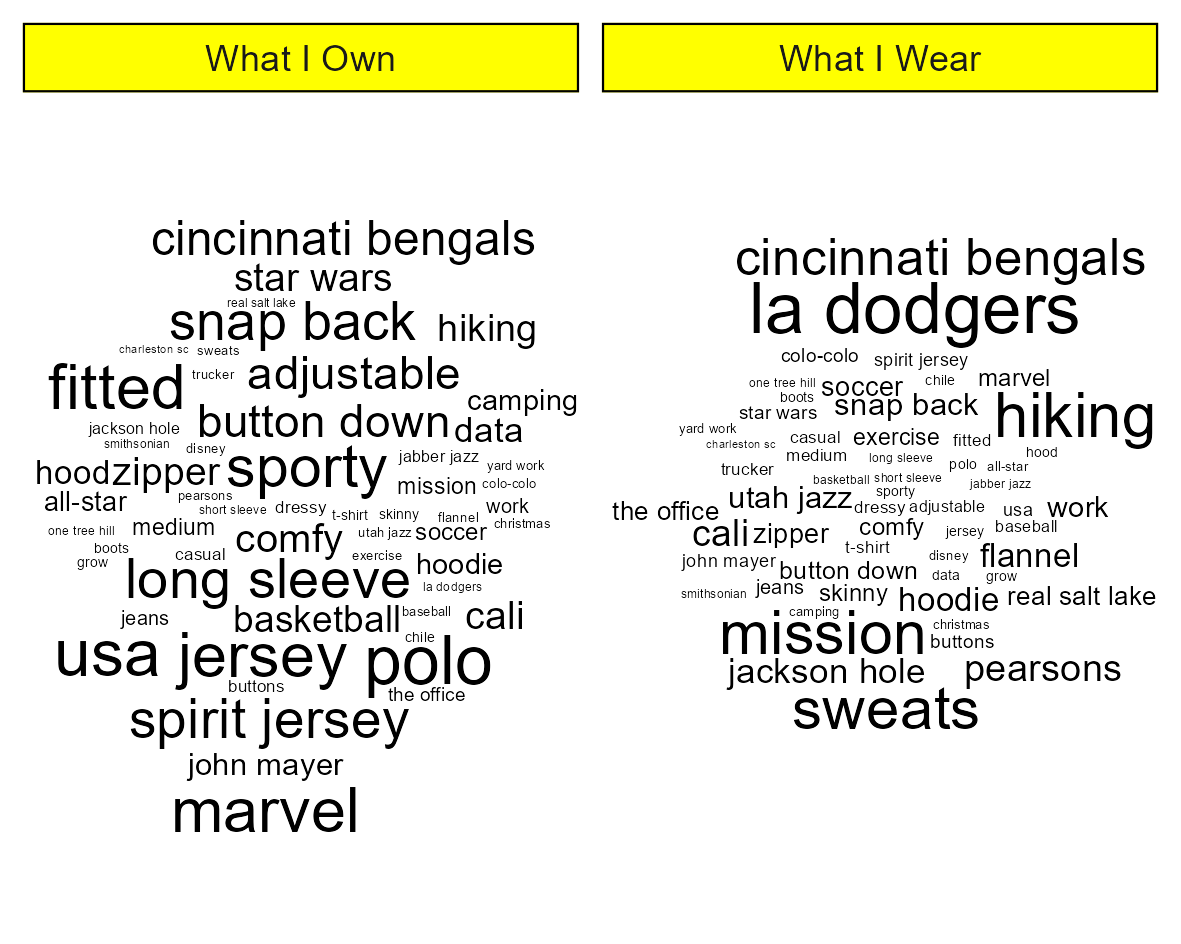 What I Own
cincinnati bengals
star wars
real salt lake
snap back hiking
charleston sc sweats
fitted trucker adjustable
camping
button down data
jackson hole
smithsonian disney
hood zipper sporty jabber jazz yard work
mission colo-colo
all-star pearsons
short sleeve dressy t-shirt skinny flannel work
christmas
one tree hill medium comfy utah jazz soccer
boots casual exercise
grow long sleeve hoodie
la dodgers
jeans basketball baseball cali
chile
usa jersey polo
buttons the office
spirit jersey
john mayer
marvel
What I Wear
cincinnati bengals
la dodgers
colo-colo spirit jersey
one tree hill soccer chile marvel
boots
star wars snap back hiking
yard work
charleston sc casual exercise fitted
medium long sleeve hood
trucker polo all-star
basketball short sleeve jabber jazz
utah jazz sporty
the office dressy adjustable usa work
cali zipper comfy jersey baseball
john mayer t-shirt disney flannel
button down data grow
smithsonian jeans skinny hoodie real salt lake
camping
mission christmas
buttons
jackson hole pearsons
sweats